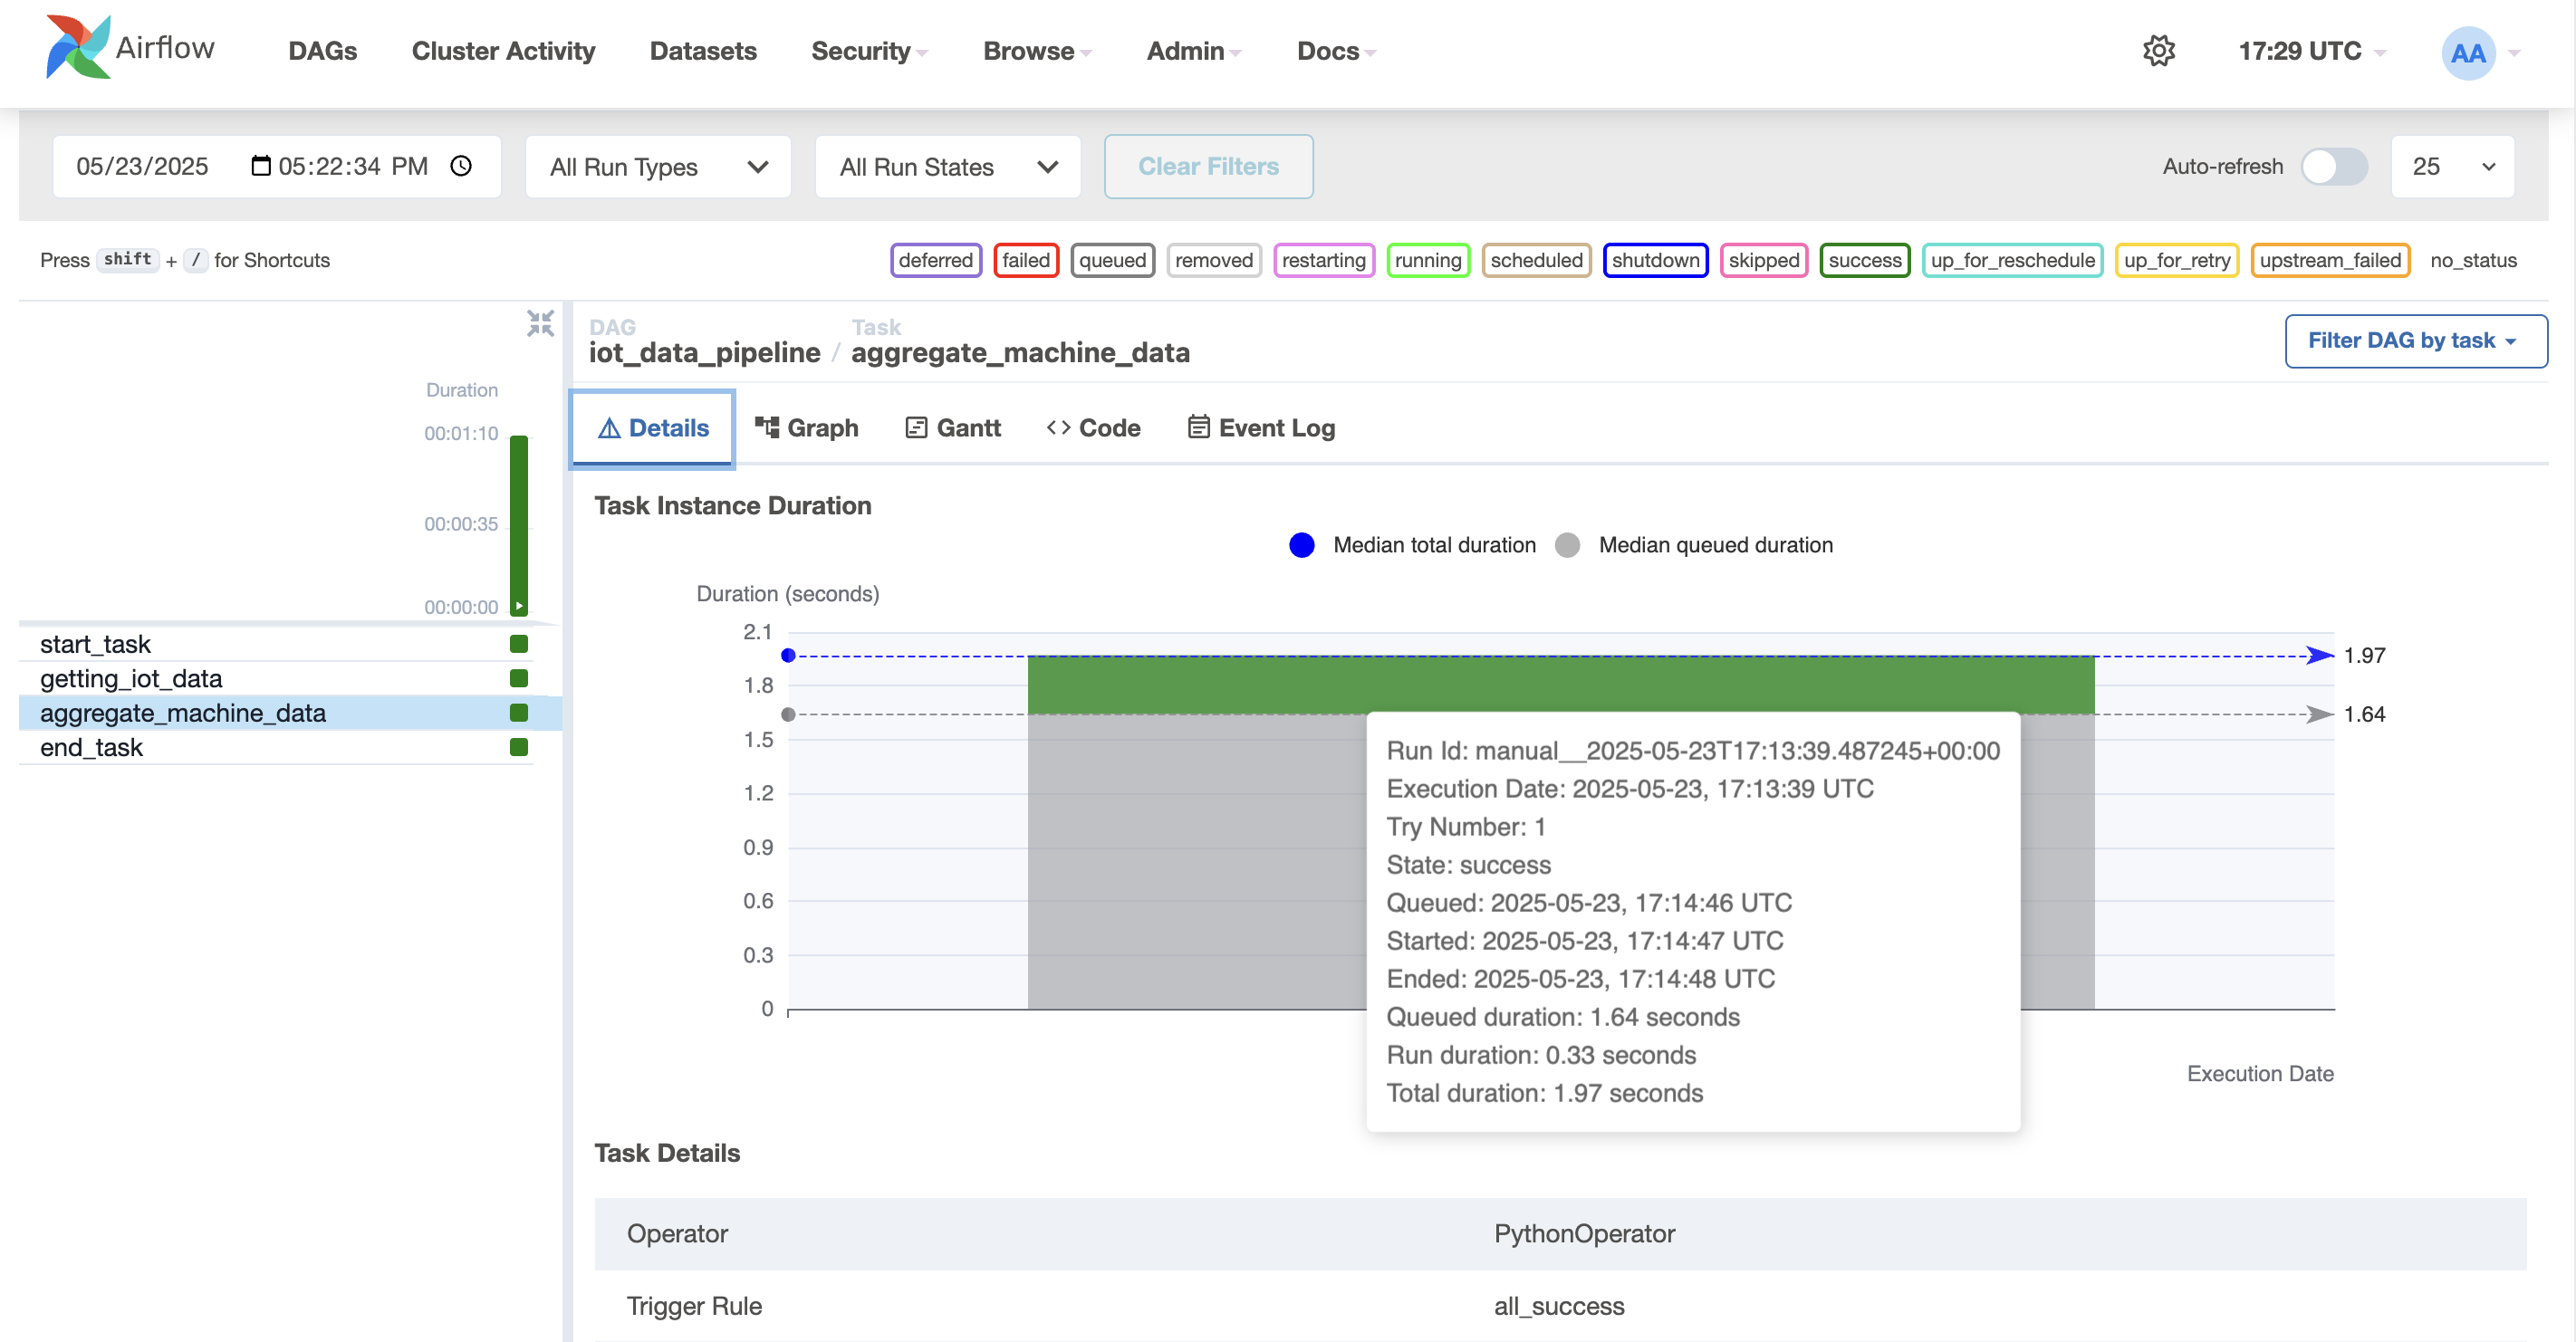 Airflow DAGs Cluster Activity Datasets Security Browse Admin Docs 17:29 UTC AA
05/23/2025 05:22:34 PM All Run Types All Run States Clear Filters Auto-refresh 25
Press shift + / for Shortcuts deferred failed queued removed restarting running scheduled shutdown skipped success up_for_reschedule up_for_retry upstream_failed no_status
DAG Task
iot_data_pipeline / aggregate_machine_data Filter DAG by task
Duration
00:01:10
00:00:35
00:00:00
start_task
getting_iot_data
aggregate_machine_data
end_task
Details Graph Gantt Code Event Log
Task Instance Duration
Median total duration Median queued duration
Duration (seconds)
2.1
1.97
1.8
1.64
1.5
1.2
0.9
0.6
0.3
0
Run Id: manual__2025-05-23T17:13:39.487245+00:00
Execution Date: 2025-05-23, 17:13:39 UTC
Try Number: 1
State: success
Queued: 2025-05-23, 17:14:46 UTC
Started: 2025-05-23, 17:14:47 UTC
Ended: 2025-05-23, 17:14:48 UTC
Queued duration: 1.64 seconds
Run duration: 0.33 seconds
Total duration: 1.97 seconds
Execution Date
Task Details
Operator PythonOperator
Trigger Rule all_success